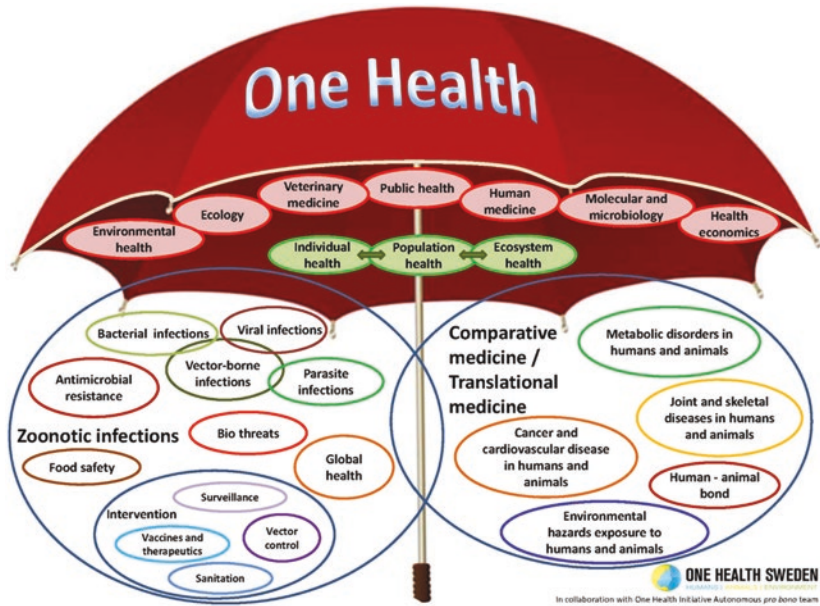 One Health
Public health
Veterinary
medicine
Human
medicine
Ecology
Molecular and
microbiology
Environmental
health
Health
economics
Individual
health
Population
health
Ecosystem
health
Bacterial infections
Viral infections
Vector-borne
infections
Parasite
infections
Antimicrobial
resistance
Zoonotic infections
Bio threats
Food safety
Global
health
Intervention
Surveillance
Vaccines and
therapeutics
Vector
control
Sanitation
Comparative
medicine /
Translational
medicine
Metabolic disorders in
humans and animals
Joint and skeletal
diseases in humans
and animals
Cancer and
cardiovascular disease
in humans and
animals
Human - animal
bond
Environmental
hazards exposure to
humans and animals
ONE HEALTH SWEDEN
HUMANS I ANIMALS I ENVIRONMENT
In collaboration with One Health Initiative Autonomous pro bono team